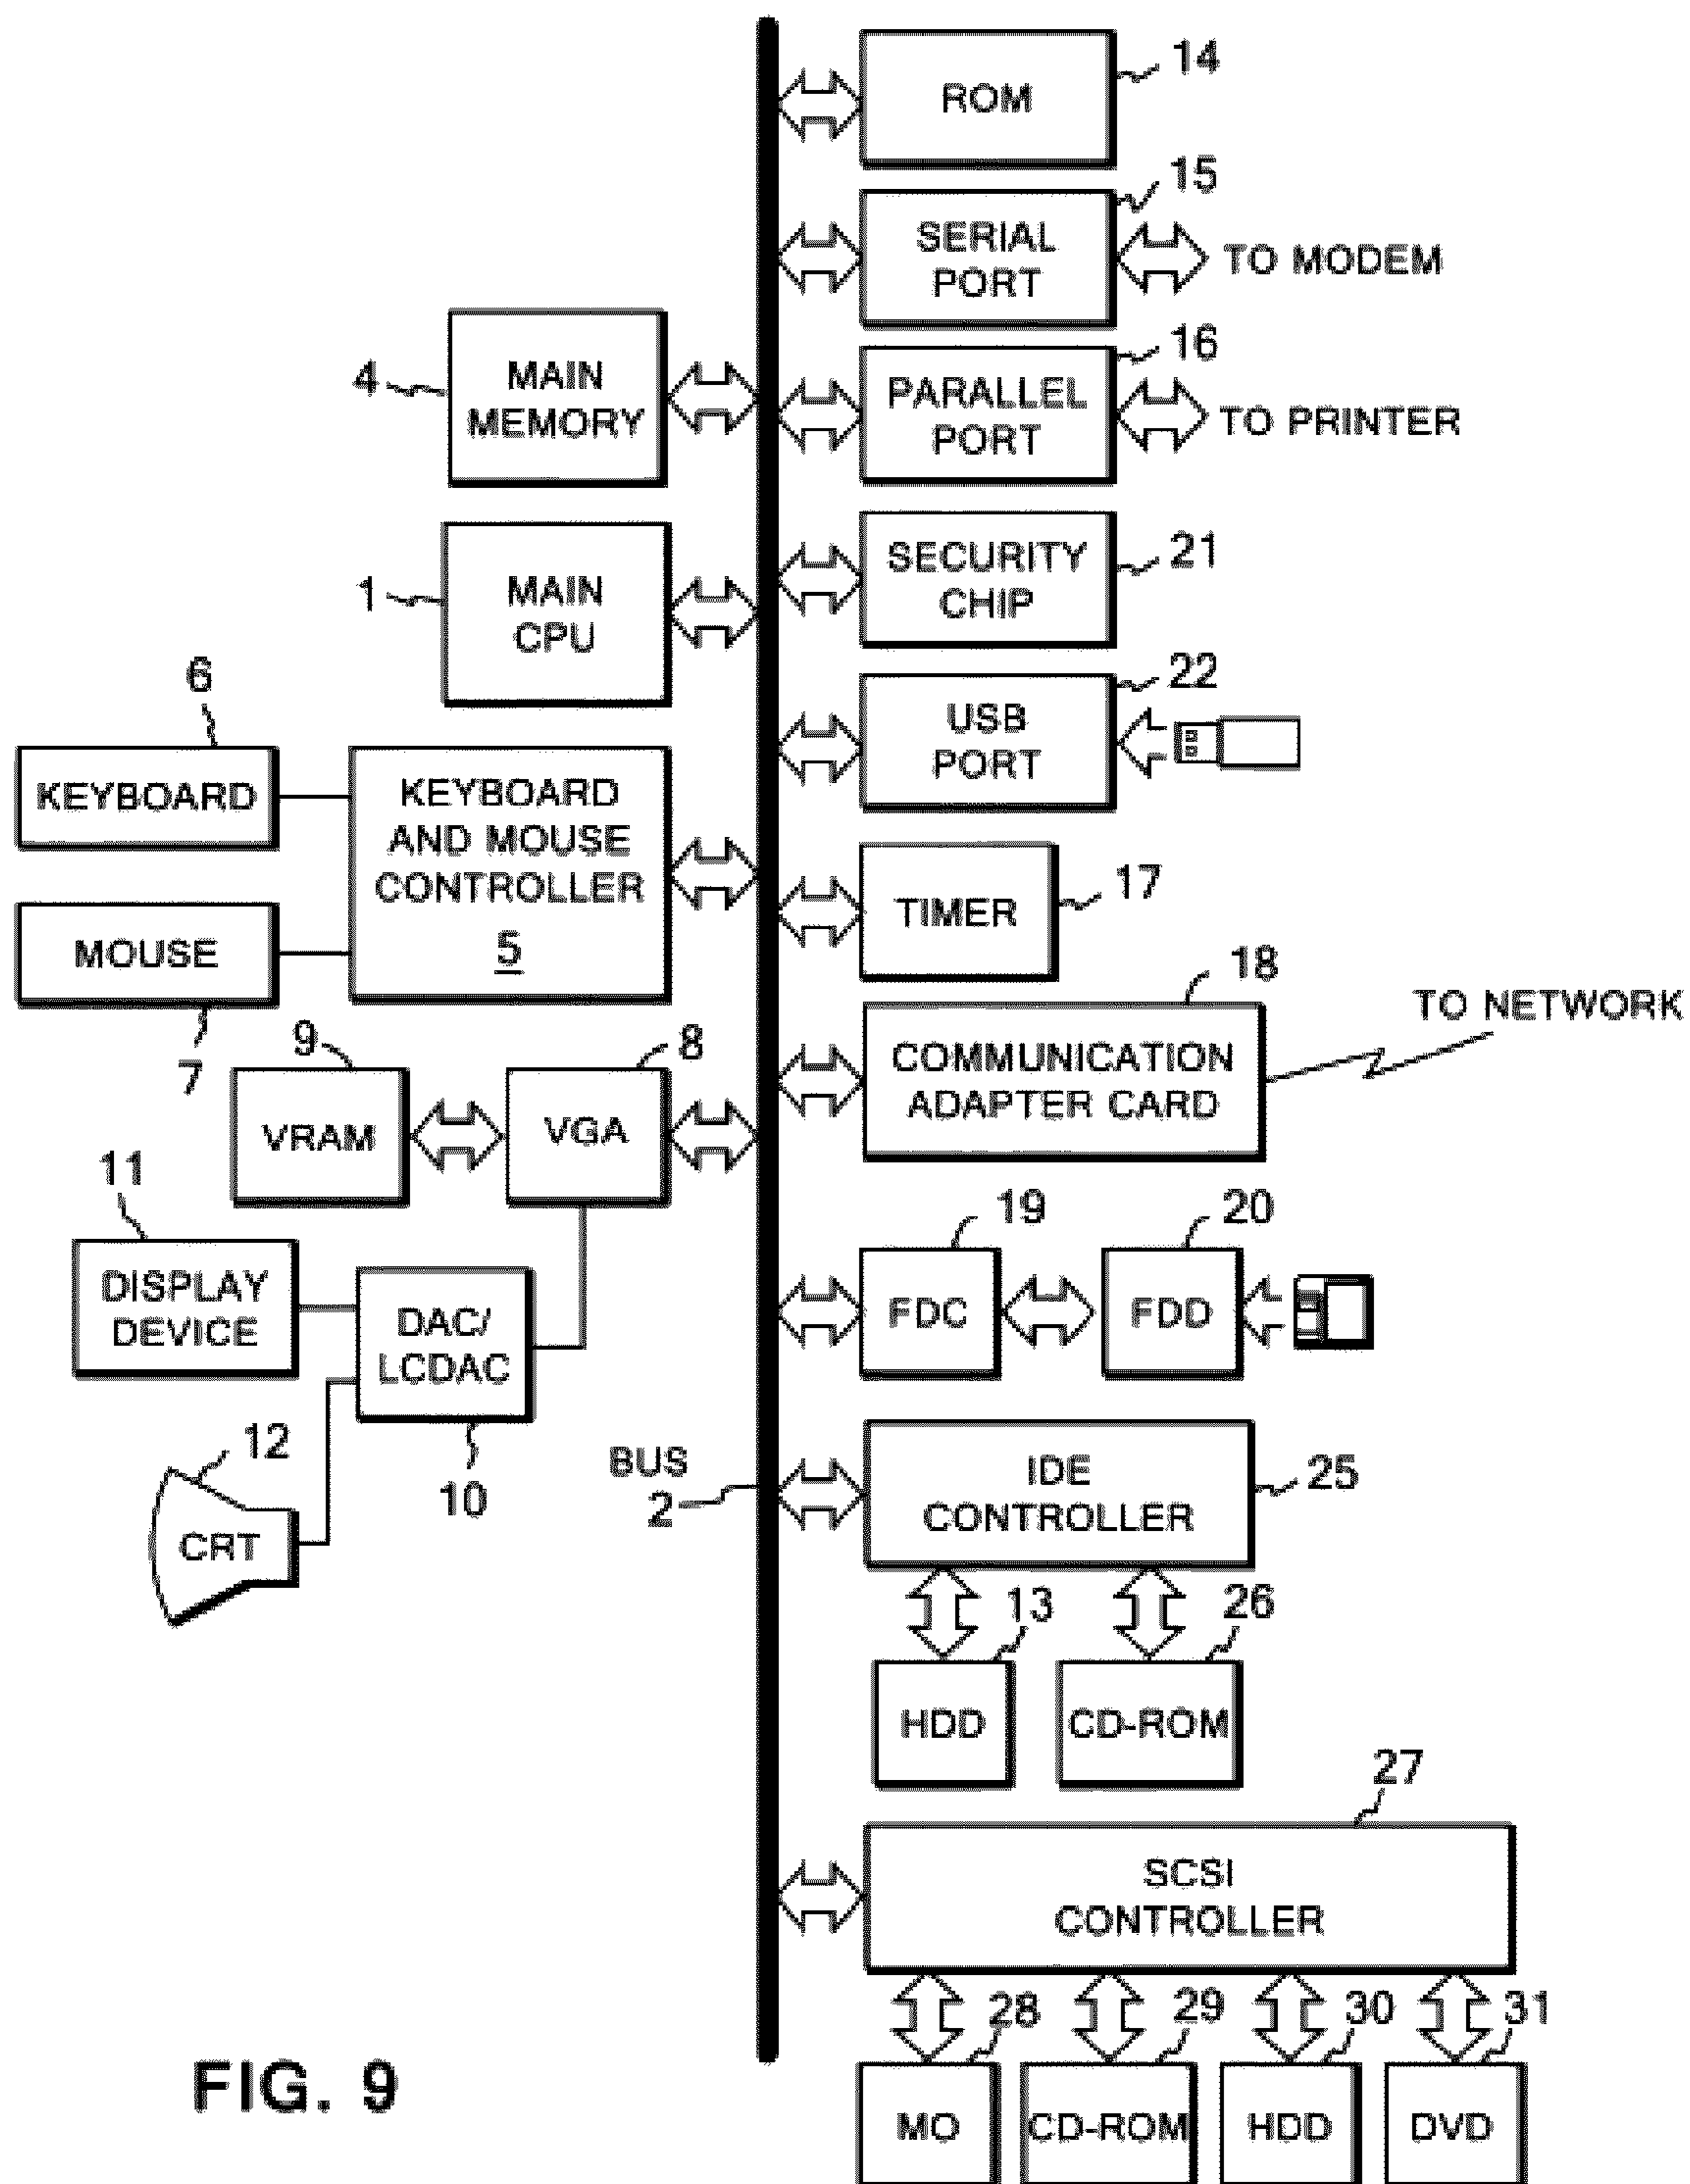 14
ROM
15
SERIAL
PORT
TO MODEM
16
PARALLEL
PORT
TO PRINTER
4
MAIN
MEMORY
SECURITY
CHIP
21
1
MAIN
CPU
22
USB
PORT
6
KEYBOARD
KEYBOARD
AND MOUSE
CONTROLLER
5
MOUSE
7
TIMER
17
18
TO NETWORK
COMMUNICATION
ADAPTER CARD
9
VRAM
8
VGA
11
DISPLAY
DEVICE
DAC/
LCDAC
10
12
CRT
19
FDC
20
FDD
BUS
2
IDE
CONTROLLER
25
13
HDD
26
CD-ROM
27
SCSI
CONTROLLER
28
MO
29
CD-ROM
30
HDD
31
DVD
FIG. 9